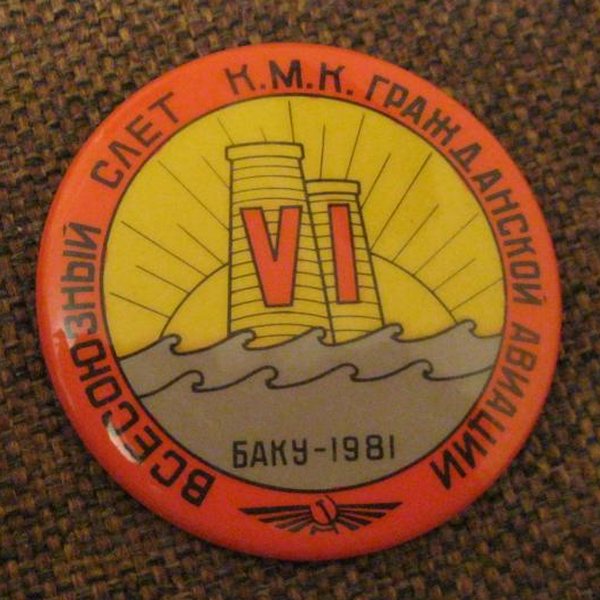 ВСЕСОЮЗНЫЙ СЛЕТ К.М.К. ГРАЖДАНСКОЙ АВИАЦИИ
VI
БАКУ-1981